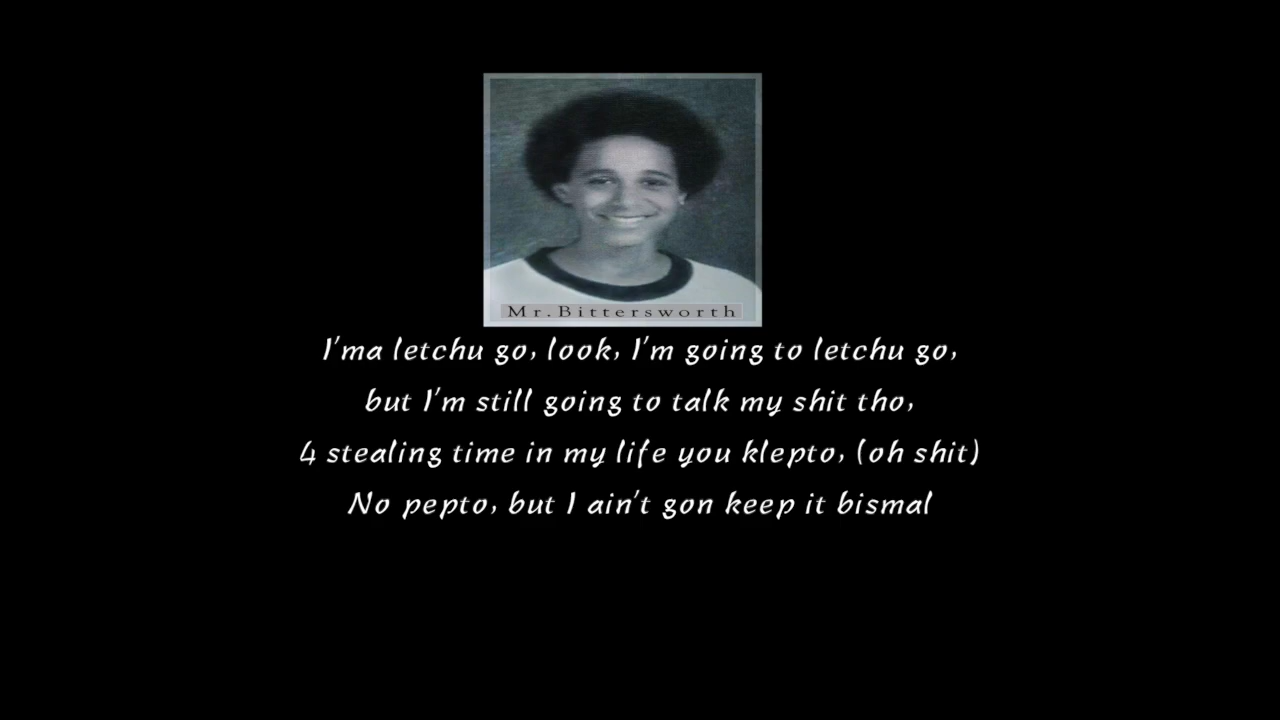 Mr.Bittersworth
I'ma letchu go, look, I'm going to letchu go,
but I'm still going to talk my shit tho,
4 stealing time in my life you klepto, (oh shit)
No pepto, but I ain't gon keep it bismal